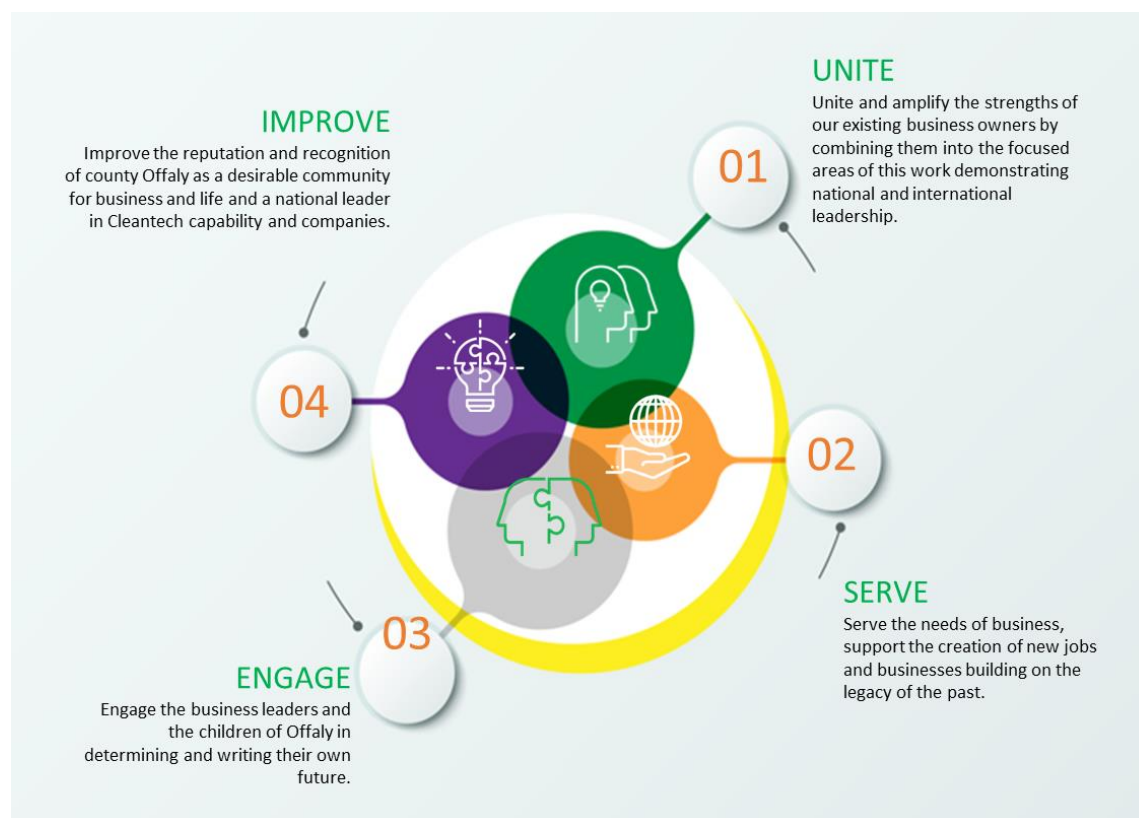 01
UNITE
Unite and amplify the strengths of
our existing business owners by
combining them into the focused
areas of this work demonstrating
national and international
leadership.
02
SERVE
Serve the needs of business,
support the creation of new jobs
and businesses building on the
legacy of the past.
03
ENGAGE
Engage the business leaders and
the children of Offaly in
determining and writing their own
future.
04
IMPROVE
Improve the reputation and recognition
of county Offaly as a desirable community
for business and life and a national leader
in Cleantech capability and companies.